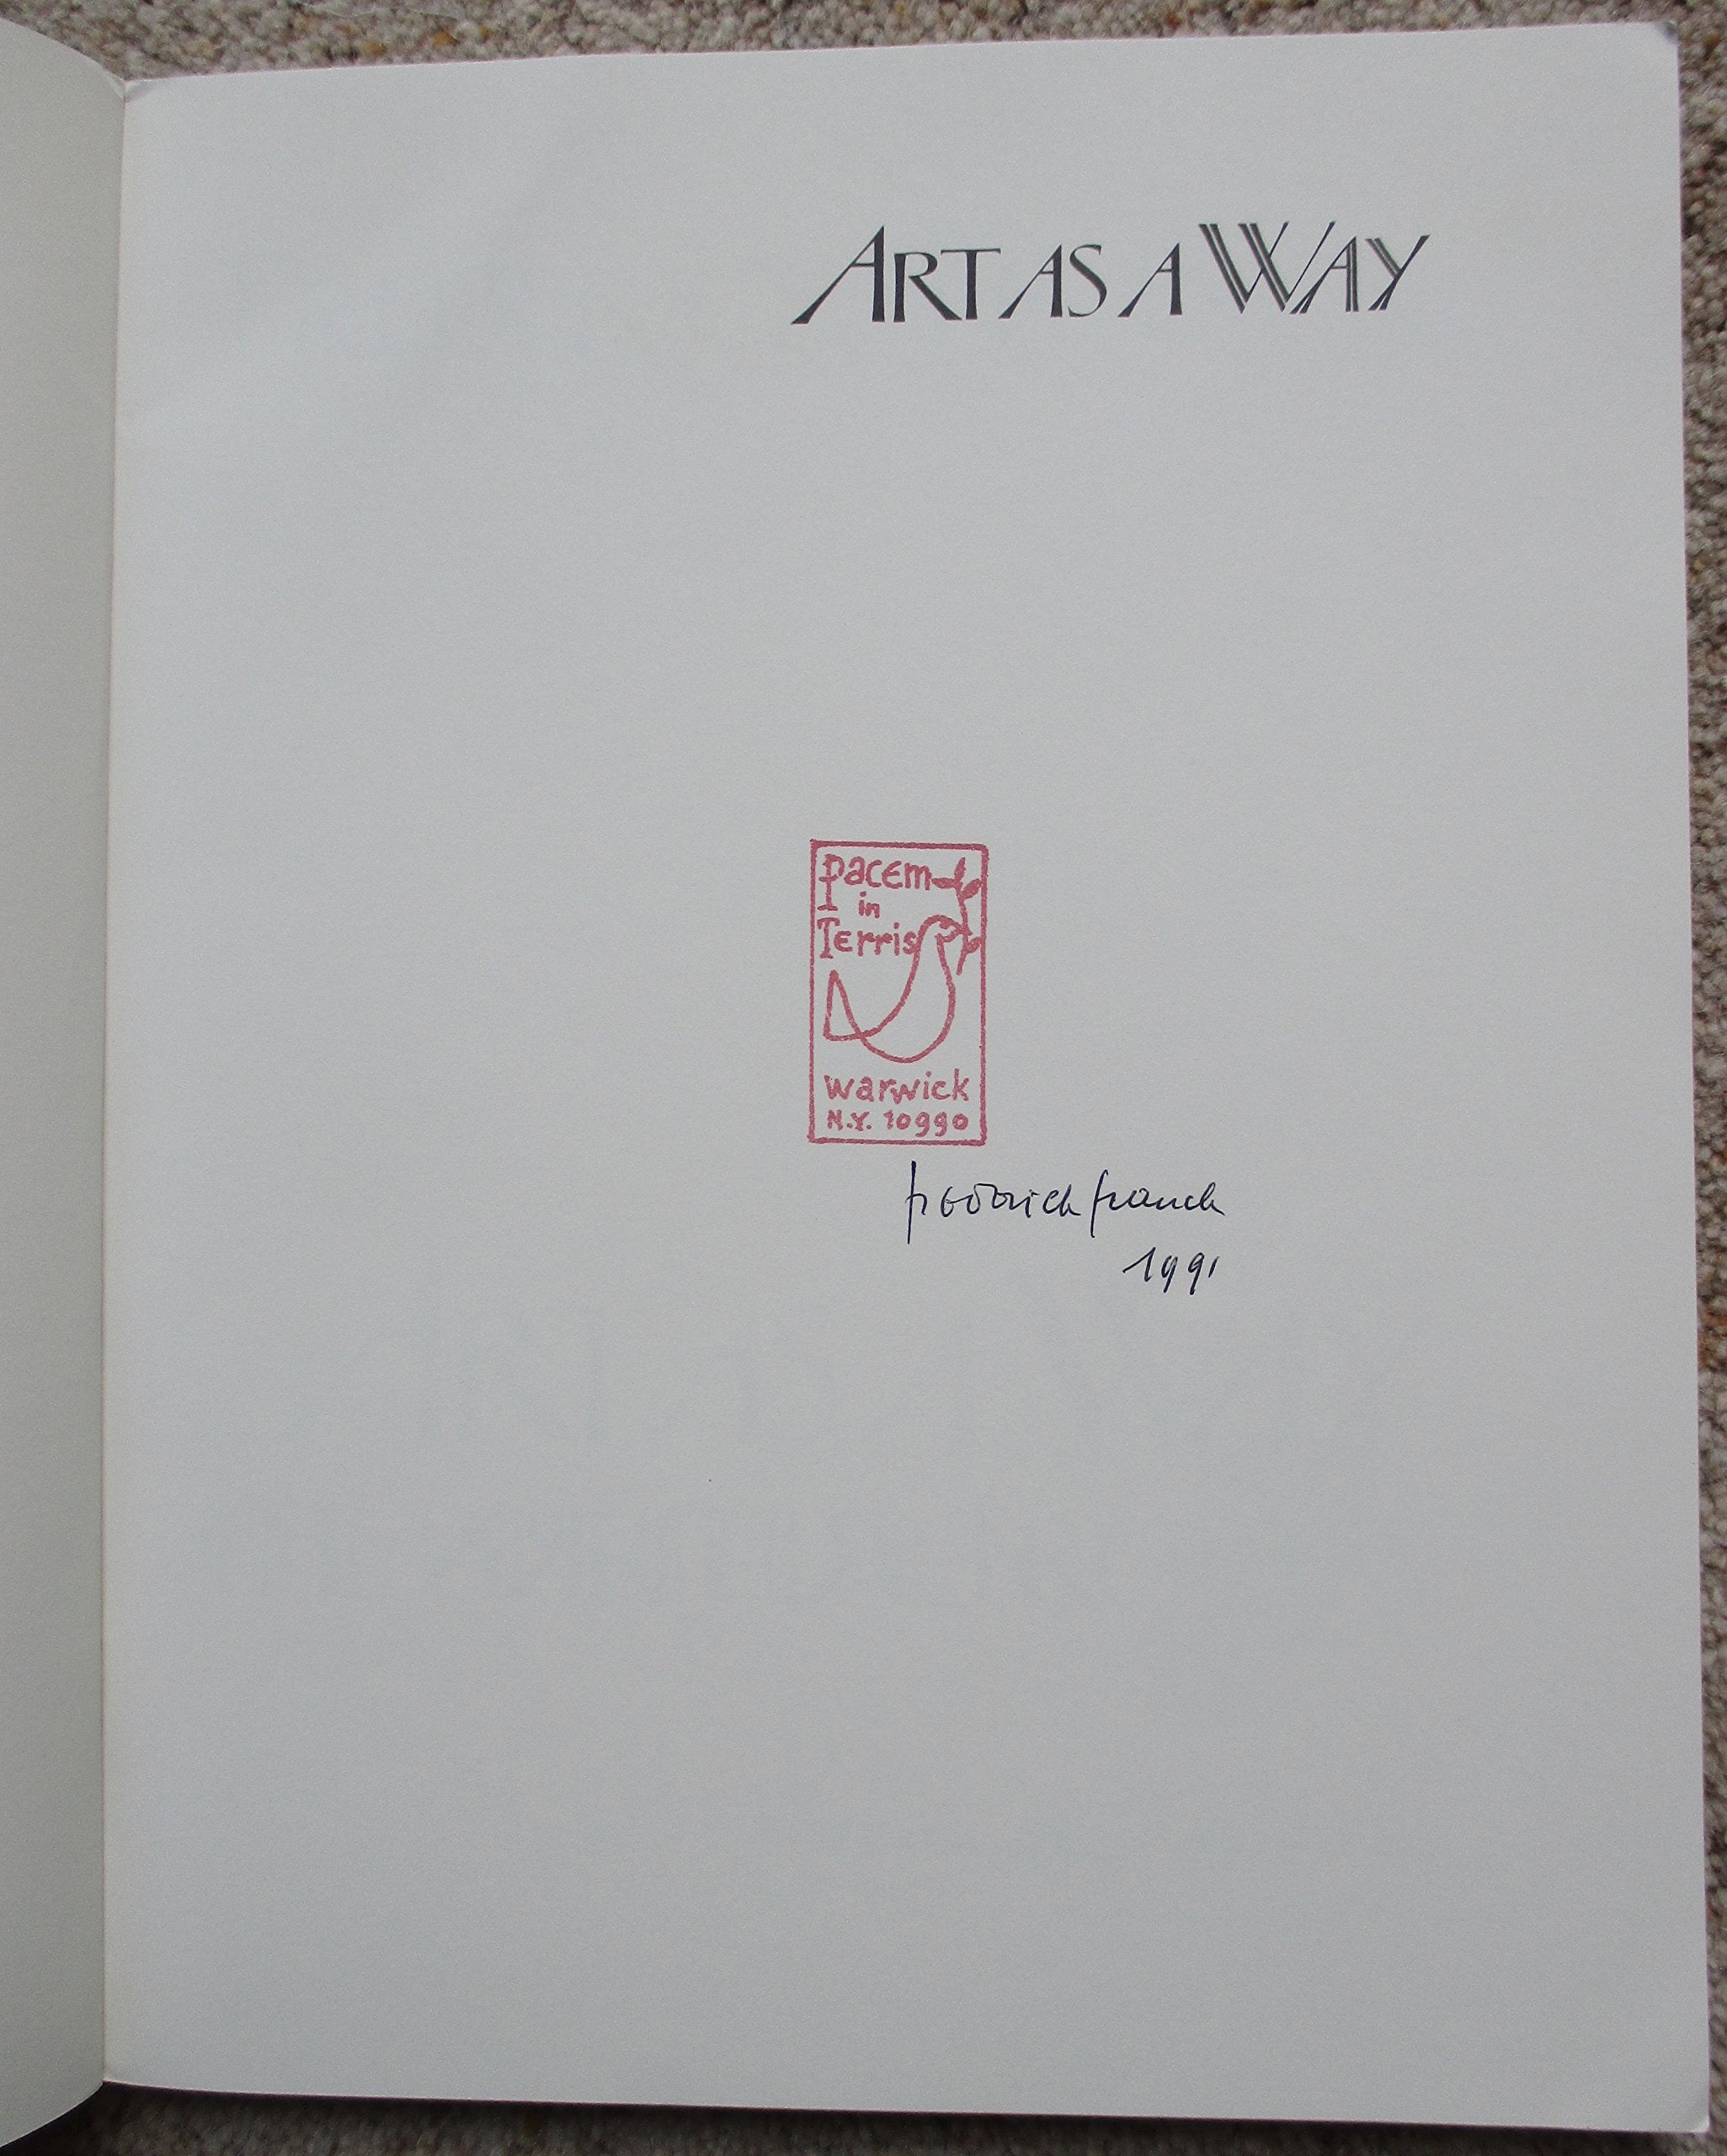 ART AS A WAY
Pacem
in
Terris
Warwick
N.Y. 10990
frederick franck
1991